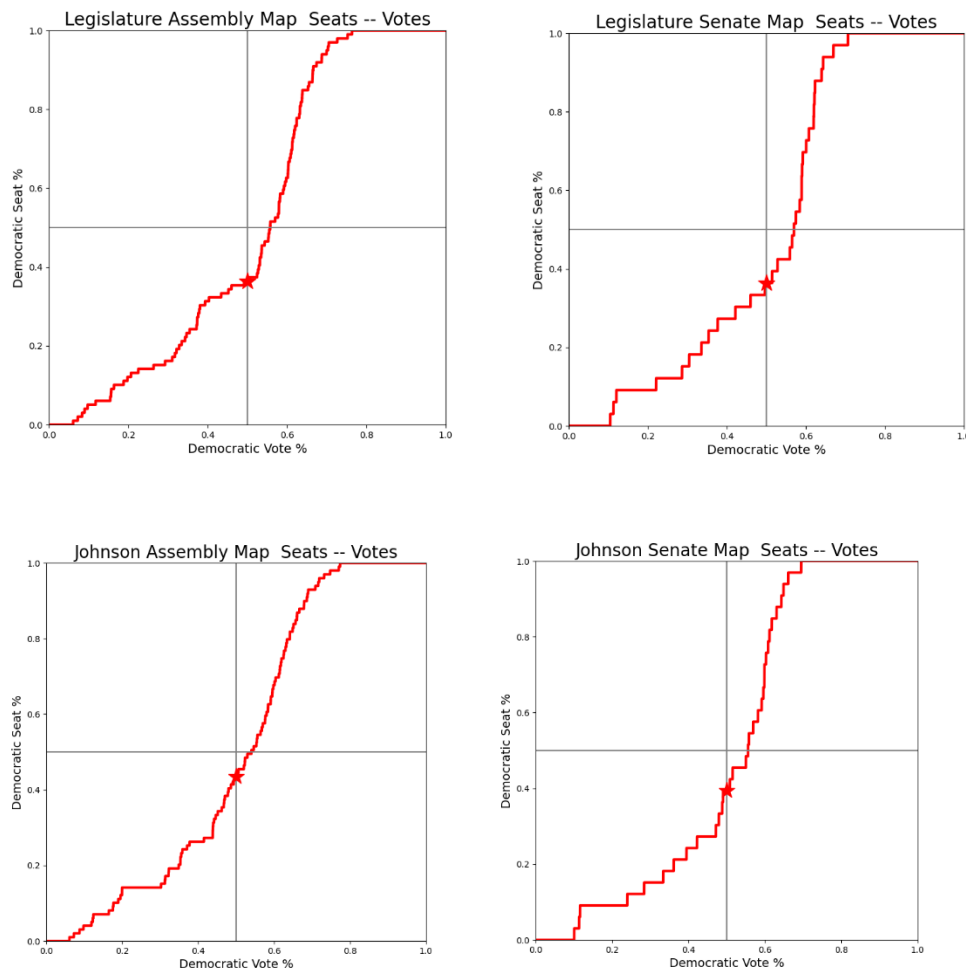 Legislature Assembly Map  Seats -- Votes
1.0
0.8
0.6
0.4
0.2
0.0
Democratic Seat %
0.0 0.2 0.4 0.6 0.8 1.0
Democratic Vote %
Legislature Senate Map  Seats -- Votes
1.0
0.8
0.6
0.4
0.2
0.0
Democratic Seat %
0.0 0.2 0.4 0.6 0.8 1.0
Democratic Vote %
Johnson Assembly Map  Seats -- Votes
1.0
0.8
0.6
0.4
0.2
0.0
Democratic Seat %
0.0 0.2 0.4 0.6 0.8 1.0
Democratic Vote %
Johnson Senate Map  Seats -- Votes
1.0
0.8
0.6
0.4
0.2
0.0
Democratic Seat %
0.0 0.2 0.4 0.6 0.8 1.0
Democratic Vote %